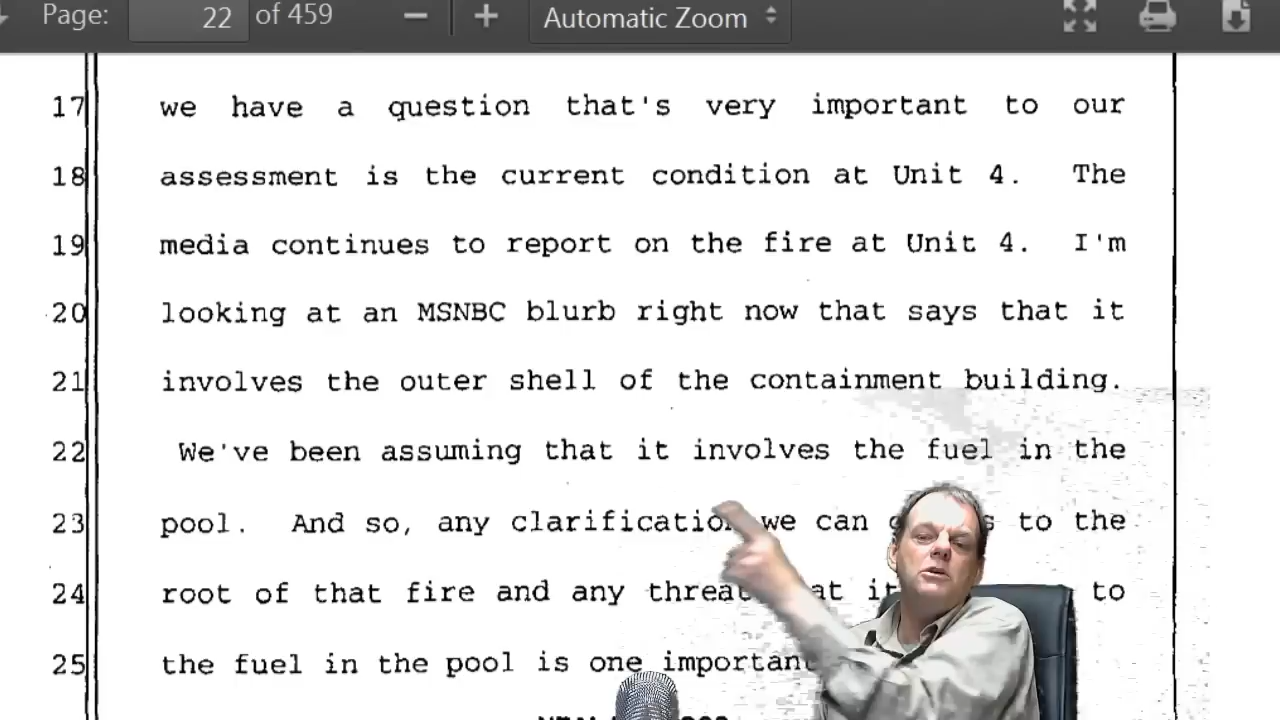 Page: 22 of 459 Automatic Zoom
17 we have a question that's very important to our
18 assessment is the current condition at Unit 4. The
19 media continues to report on the fire at Unit 4. I'm
20 looking at an MSNBC blurb right now that says that it
21 involves the outer shell of the containment building.
22 We've been assuming that it involves the fuel in the
23 pool. And so, any clarification we can to the
24 root of that fire and any to
25 the fuel in the pool is one important